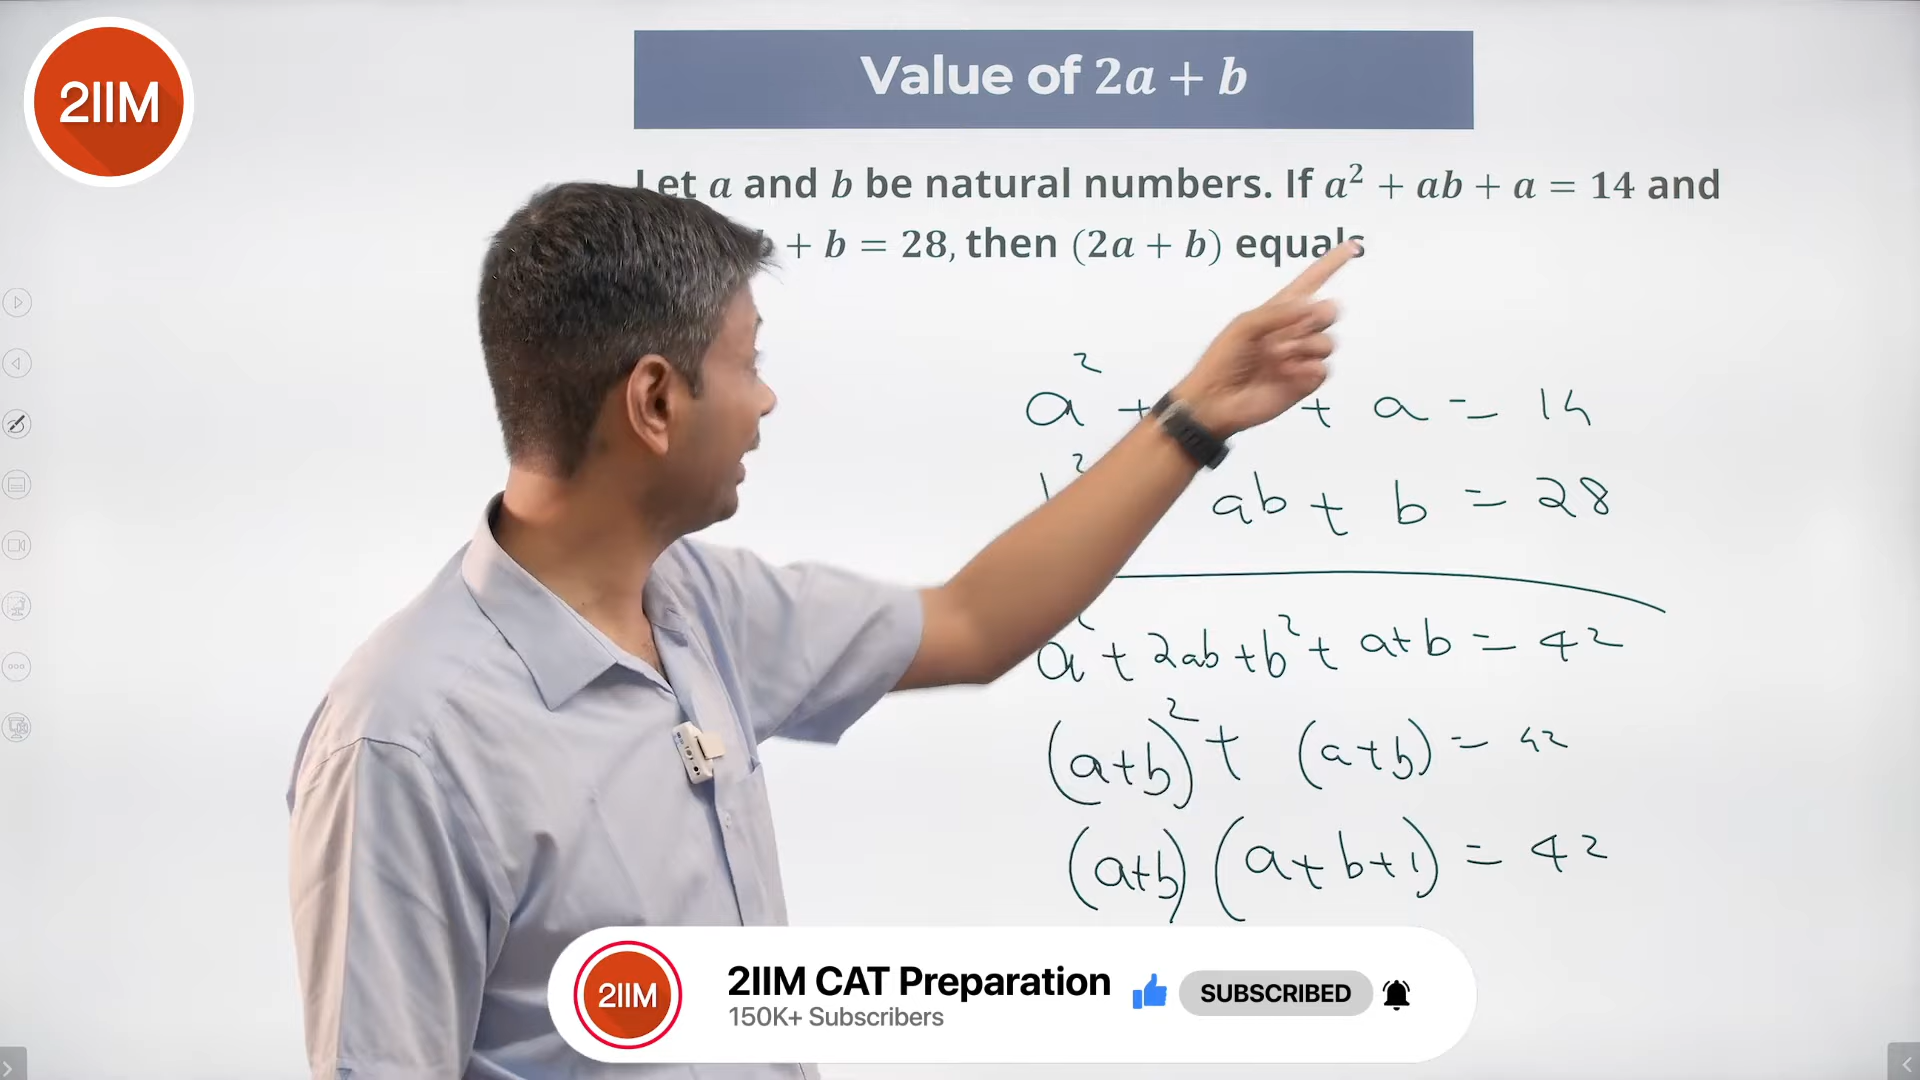 2IIM
Value of 2a + b
Let a and b be natural numbers. If a² + ab + a = 14 and
+ b = 28, then (2a + b) equals
a² + + a = 14
² ab + b = 28
a² + 2ab + b² + a+b = 42
(a+b)² + (a+b) = 42
(a+b) (a+b+1) = 42
2IIM
2IIM CAT Preparation
SUBSCRIBED
150K+ Subscribers